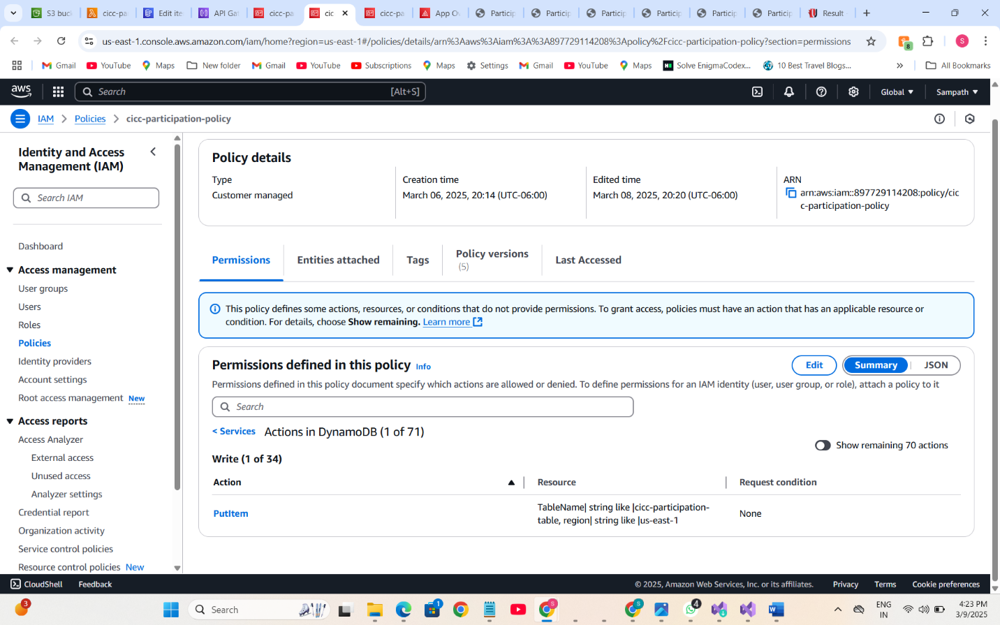 S3 buc
cicc-pa
Edit ite
API Gat
cicc-pa
cic
cicc-pa
App Ov
Particip
Particip
Particip
Particip
Particip
Particip
Result
us-east-1.console.aws.amazon.com/iam/home?region=us-east-1#/policies/details/arn%3Aaws%3Aiam%3A%3A897729114208%3Apolicy%2Fcicc-participation-policy?section=permissions
8
S
Gmail
YouTube
Maps
New folder
Gmail
YouTube
Subscriptions
Maps
Settings
Gmail
YouTube
Maps
Solve EnigmaCodex...
10 Best Travel Blogs...
All Bookmarks
aws
Search
[Alt+S]
Global
Sampath
IAM
Policies
cicc-participation-policy
Identity and Access
Management (IAM)
Search IAM
Dashboard
Access management
User groups
Users
Roles
Policies
Identity providers
Account settings
Root access management New
Access reports
Access Analyzer
External access
Unused access
Analyzer settings
Credential report
Organization activity
Service control policies
Resource control policies New
Policy details
Type
Customer managed
Creation time
March 06, 2025, 20:14 (UTC-06:00)
Edited time
March 08, 2025, 20:20 (UTC-06:00)
ARN
arn:aws:iam::897729114208:policy/cic
c-participation-policy
Permissions
Entities attached
Tags
Policy versions
(5)
Last Accessed
This policy defines some actions, resources, or conditions that do not provide permissions. To grant access, policies must have an action that has an applicable resource or
condition. For details, choose Show remaining. Learn more
Permissions defined in this policy Info
Edit
Summary
JSON
Permissions defined in this policy document specify which actions are allowed or denied. To define permissions for an IAM identity (user, user group, or role), attach a policy to it
Search
< Services Actions in DynamoDB (1 of 71)
Show remaining 70 actions
Write (1 of 34)
Action
Resource
Request condition
PutItem
TableName| string like |cicc-participation-
table, region| string like |us-east-1
None
CloudShell
Feedback
© 2025, Amazon Web Services, Inc. or its affiliates.
Privacy
Terms
Cookie preferences
3
Search
1
S
S
4
ENG
IN
4:23 PM
3/9/2025